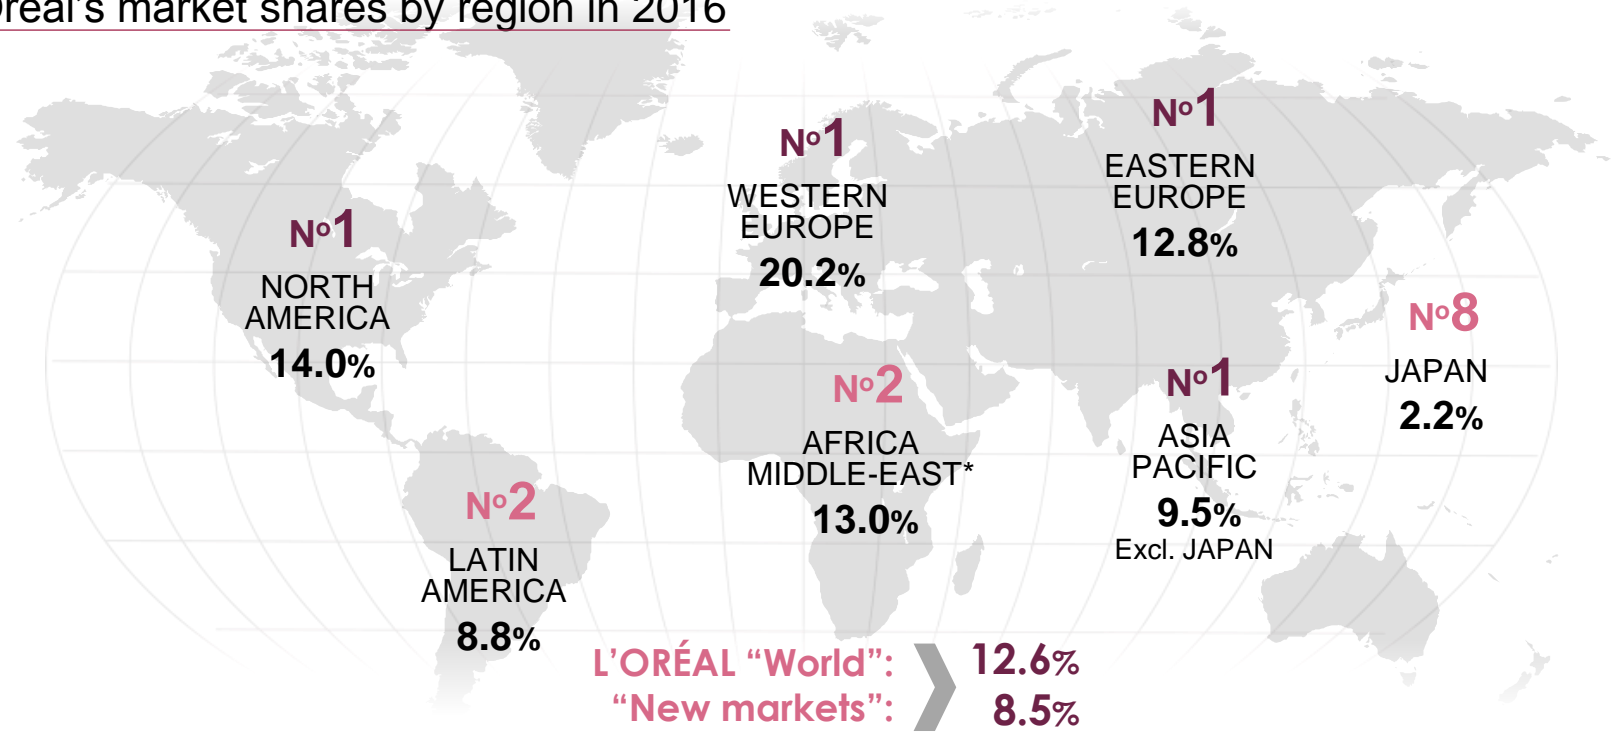 Oréal’s market shares by region in 2016
Nº1
WESTERN
EUROPE
20.2%
Nº1
EASTERN
EUROPE
12.8%
Nº1
NORTH
AMERICA
14.0%
Nº8
JAPAN
2.2%
Nº2
AFRICA
MIDDLE-EAST*
13.0%
Nº1
ASIA
PACIFIC
9.5%
Excl. JAPAN
Nº2
LATIN
AMERICA
8.8%
L’ORÉAL “World”: 12.6%
“New markets”: 8.5%